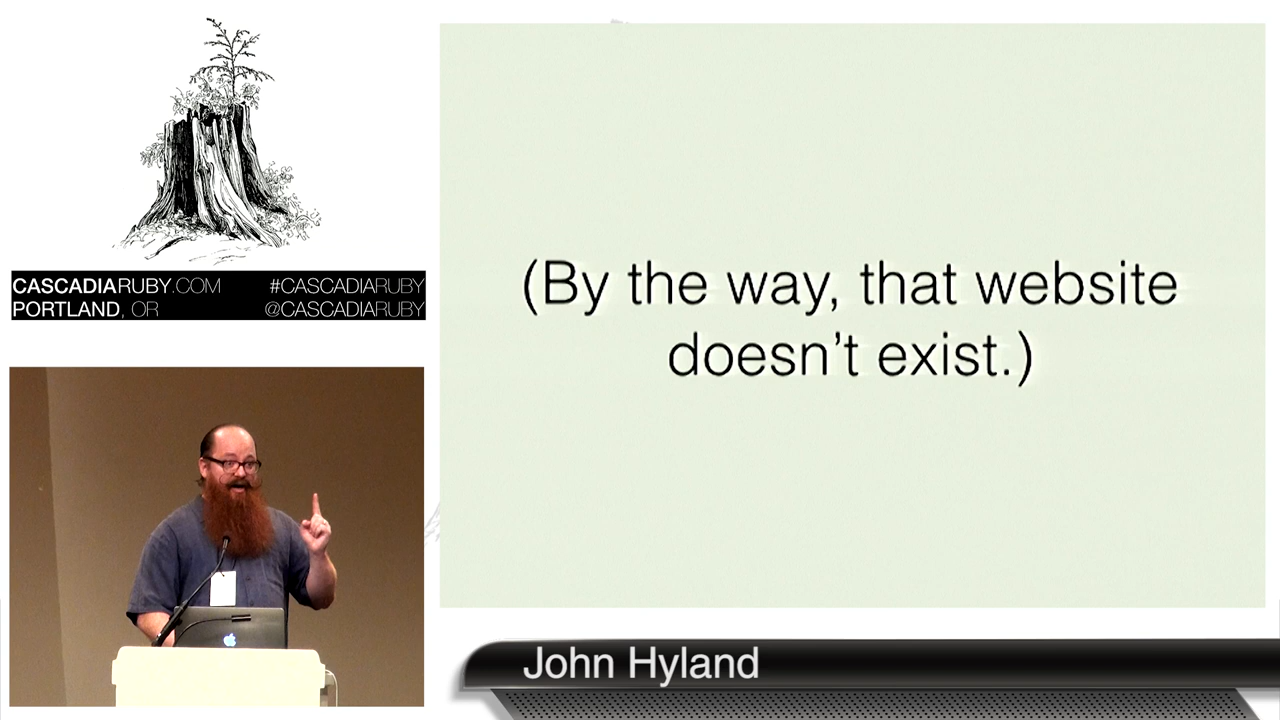 CASCADIARUBY.COM #CASCADIARUBY
PORTLAND, OR @CASCADIARUBY
(By the way, that website
doesn't exist.)
John Hyland